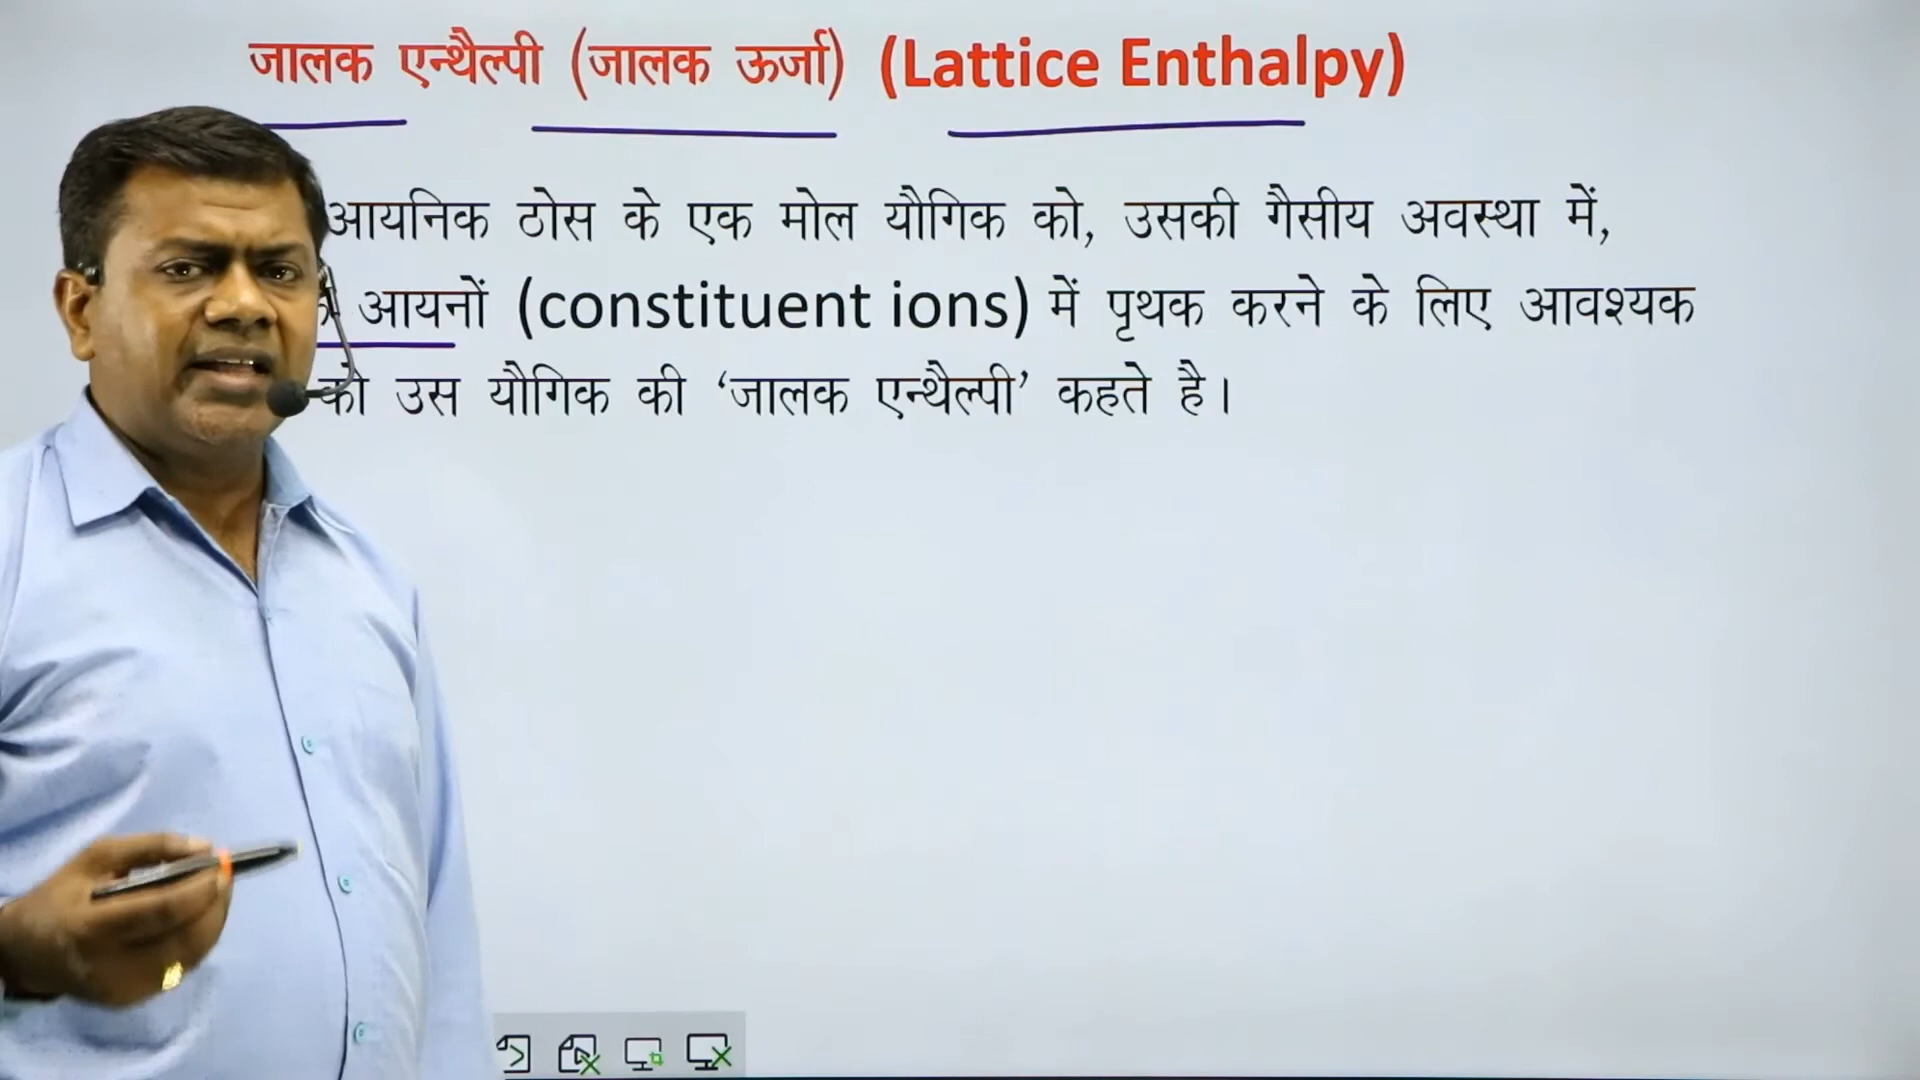 जालक एन्थैल्पी (जालक ऊर्जा) (Lattice Enthalpy)
आयनिक ठोस के एक मोल यौगिक को, उसकी गैसीय अवस्था में,
आयनों (constituent ions) में पृथक करने के लिए आवश्यक
को उस यौगिक की ‘जालक एन्थैल्पी’ कहते है।